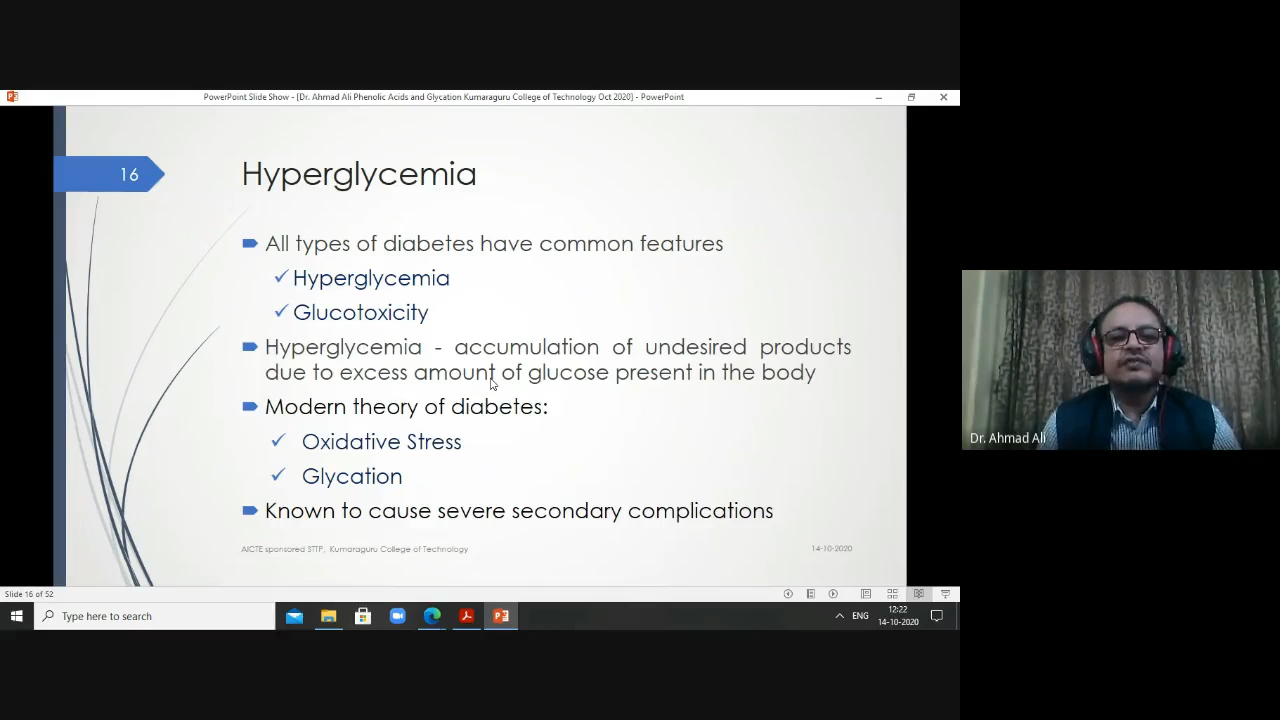 PowerPoint Slide Show - [Dr. Ahmad Ali Phenolic Acids and Glycation Kumaraguru College of Technology Oct 2020] - PowerPoint
16
Hyperglycemia
All types of diabetes have common features
Hyperglycemia
Glucotoxicity
Hyperglycemia - accumulation of undesired products
due to excess amount of glucose present in the body
Modern theory of diabetes:
Oxidative Stress
Glycation
Known to cause severe secondary complications
AICTE sponsored STTP, Kumaraguru College of Technology
14-10-2020
Dr. Ahmad Ali
Slide 16 of 52
Type here to search
ENG
12:22
14-10-2020